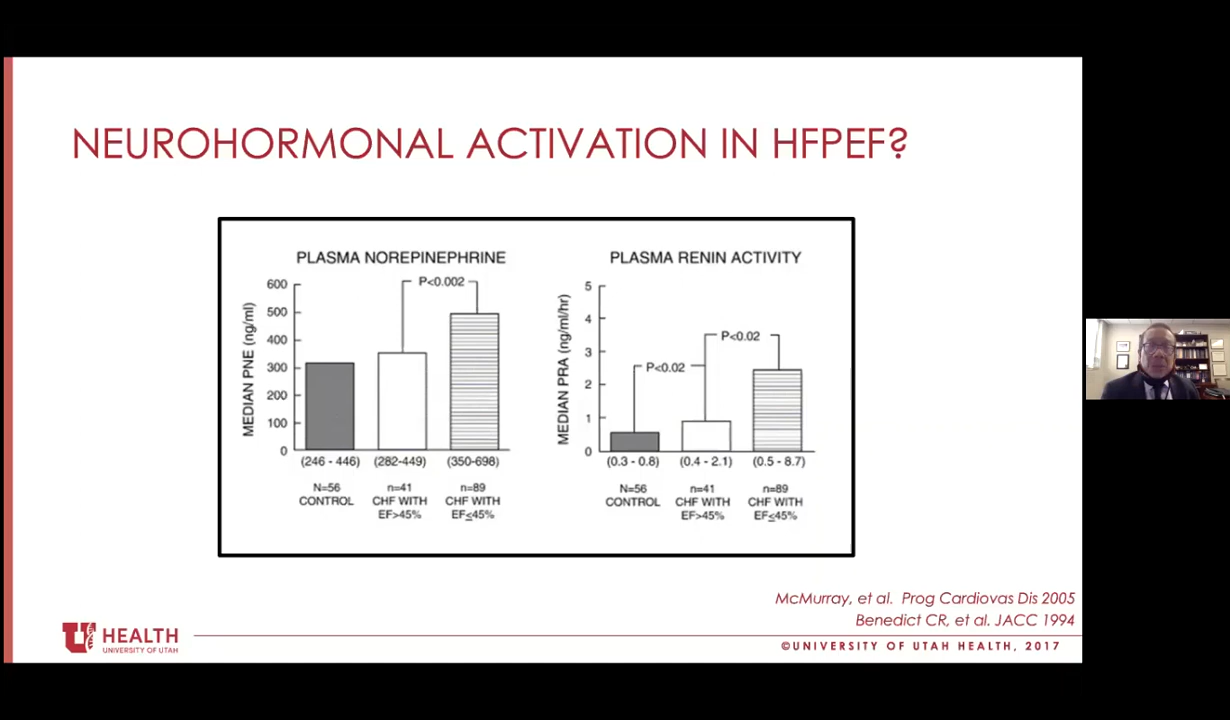 NEUROHORMONAL ACTIVATION IN HFPEF?
PLASMA NOREPINEPHRINE
P<0.002
MEDIAN PNE (ng/ml)
600
500
400
300
200
100
0
(246 - 446) (282-449) (350-698)
N=56 n=41 n=89
CONTROL CHF WITH CHF WITH
EF>45% EF≤45%
PLASMA RENIN ACTIVITY
P<0.02
P<0.02
MEDIAN PRA (ng/ml/hr)
5
4
3
2
1
0
(0.3 - 0.8) (0.4 - 2.1) (0.5 - 8.7)
N=56 n=41 n=89
CONTROL CHF WITH CHF WITH
EF>45% EF≤45%
McMurray, et al. Prog Cardiovas Dis 2005
Benedict CR, et al. JACC 1994
U HEALTH
UNIVERSITY OF UTAH
©UNIVERSITY OF UTAH HEALTH, 2017